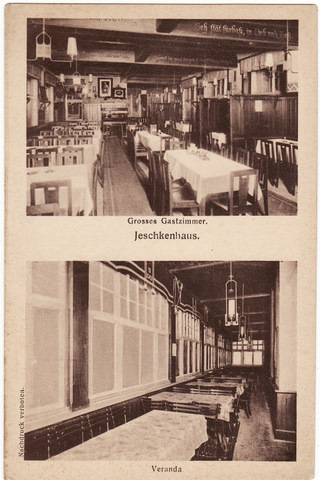 Grosses Gastzimmer.
Jeschkenhaus.
Nachdruck verboten.
Veranda